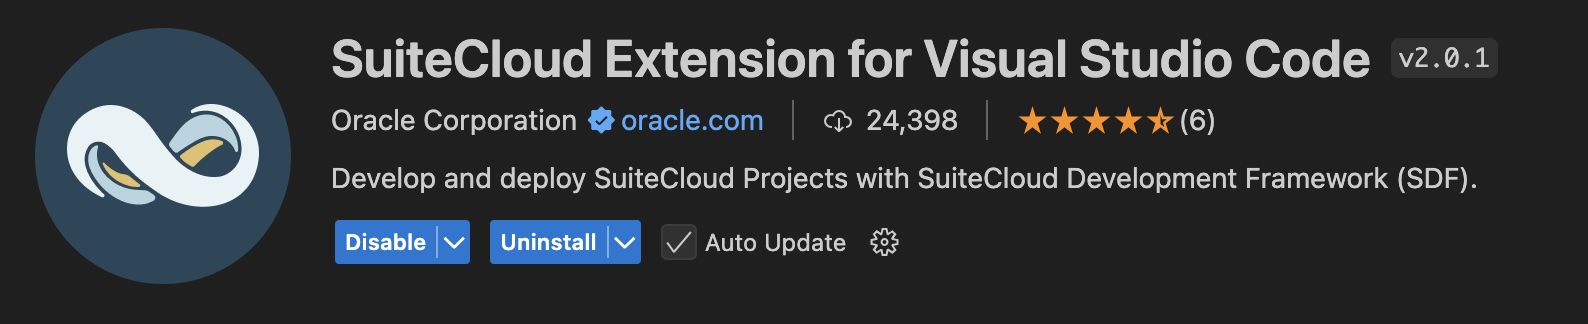 SuiteCloud Extension for Visual Studio Code v2.0.1
Oracle Corporation oracle.com 24,398 (6)
Develop and deploy SuiteCloud Projects with SuiteCloud Development Framework (SDF).
Disable Uninstall Auto Update